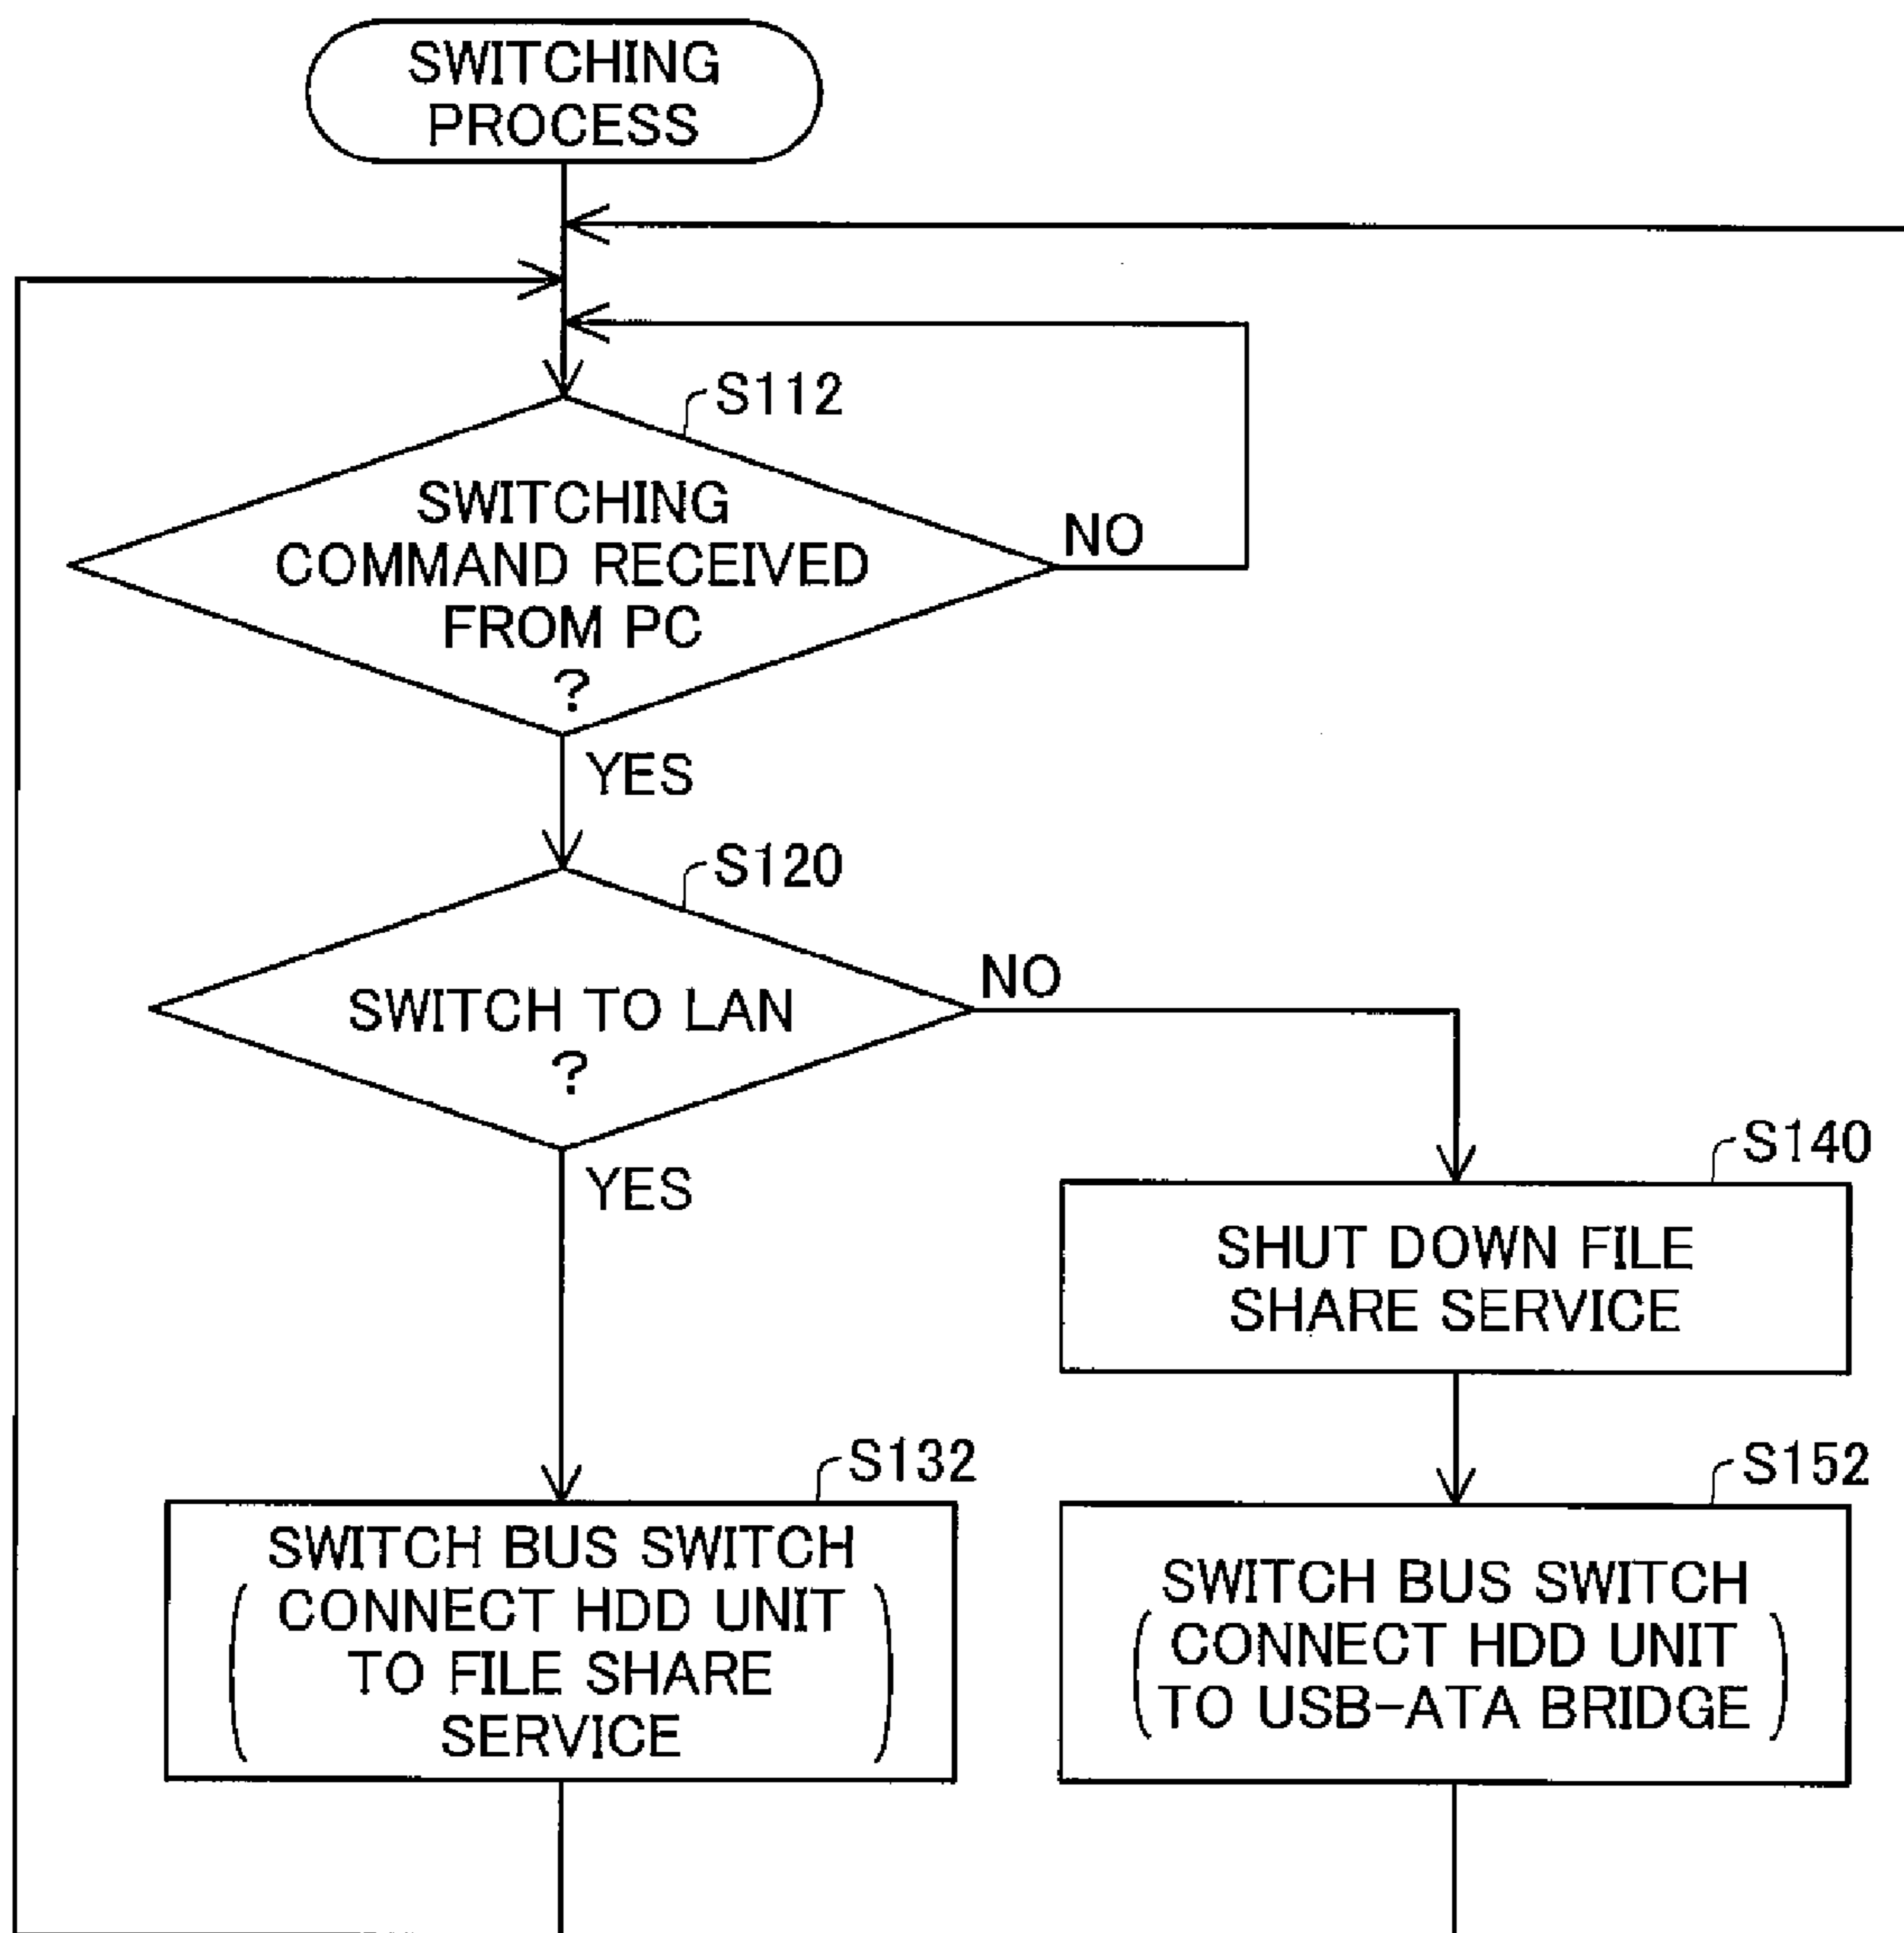 SWITCHING
PROCESS
S112
SWITCHING
COMMAND RECEIVED
FROM PC
?
NO
YES
S120
SWITCH TO LAN
?
NO
YES
S140
SHUT DOWN FILE
SHARE SERVICE
S132
SWITCH BUS SWITCH
(CONNECT HDD UNIT
TO FILE SHARE
SERVICE)
S152
SWITCH BUS SWITCH
(CONNECT HDD UNIT
TO USB-ATA BRIDGE)